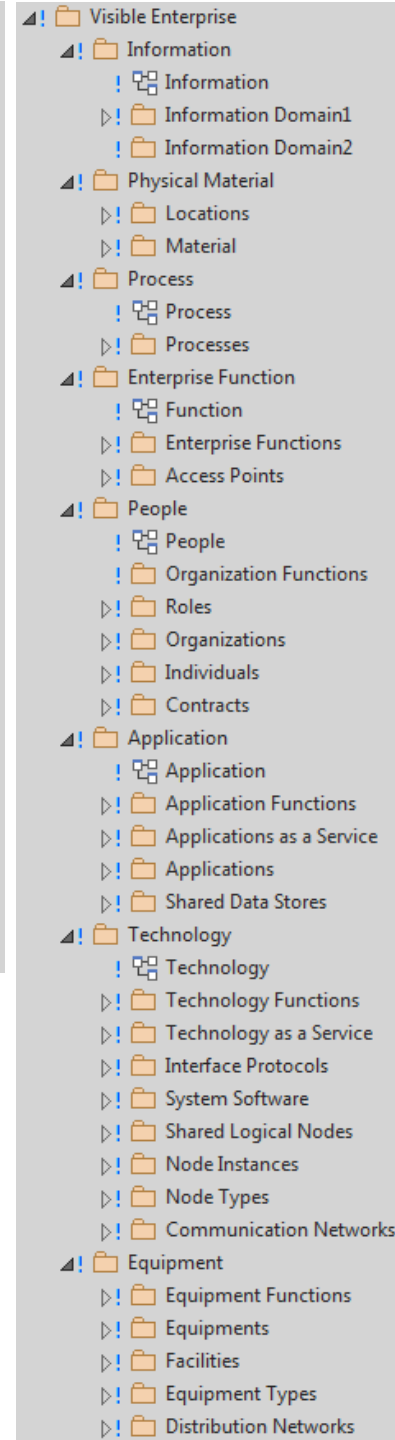 Visible Enterprise
Information
Information
Information Domain1
Information Domain2
Physical Material
Locations
Material
Process
Process
Processes
Enterprise Function
Function
Enterprise Functions
Access Points
People
People
Organization Functions
Roles
Organizations
Individuals
Contracts
Application
Application
Application Functions
Applications as a Service
Applications
Shared Data Stores
Technology
Technology
Technology Functions
Technology as a Service
Interface Protocols
System Software
Shared Logical Nodes
Node Instances
Node Types
Communication Networks
Equipment
Equipment Functions
Equipments
Facilities
Equipment Types
Distribution Networks